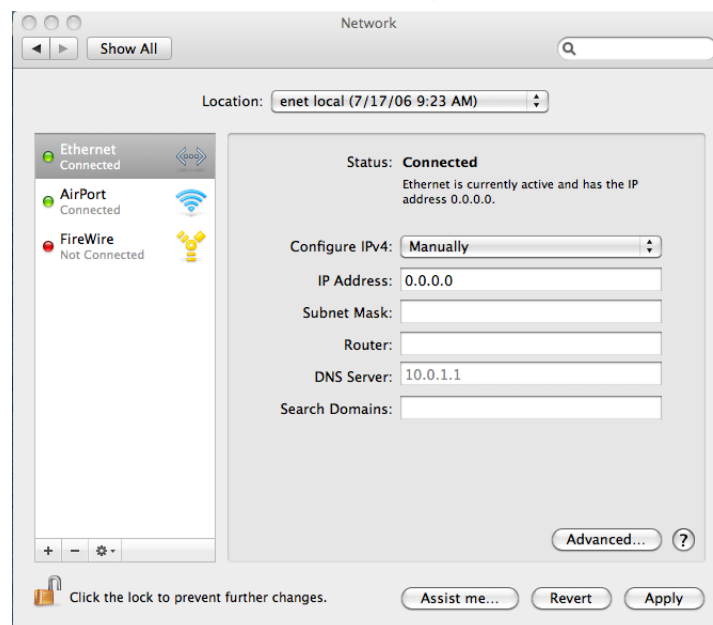 Network
Show All
Location: enet local (7/17/06 9:23 AM)
Ethernet
Connected
AirPort
Connected
FireWire
Not Connected
Status: Connected
Ethernet is currently active and has the IP
address 0.0.0.0.
Configure IPv4: Manually
IP Address: 0.0.0.0
Subnet Mask:
Router:
DNS Server: 10.0.1.1
Search Domains:
Advanced... ?
+ −
Click the lock to prevent further changes.
Assist me... Revert Apply